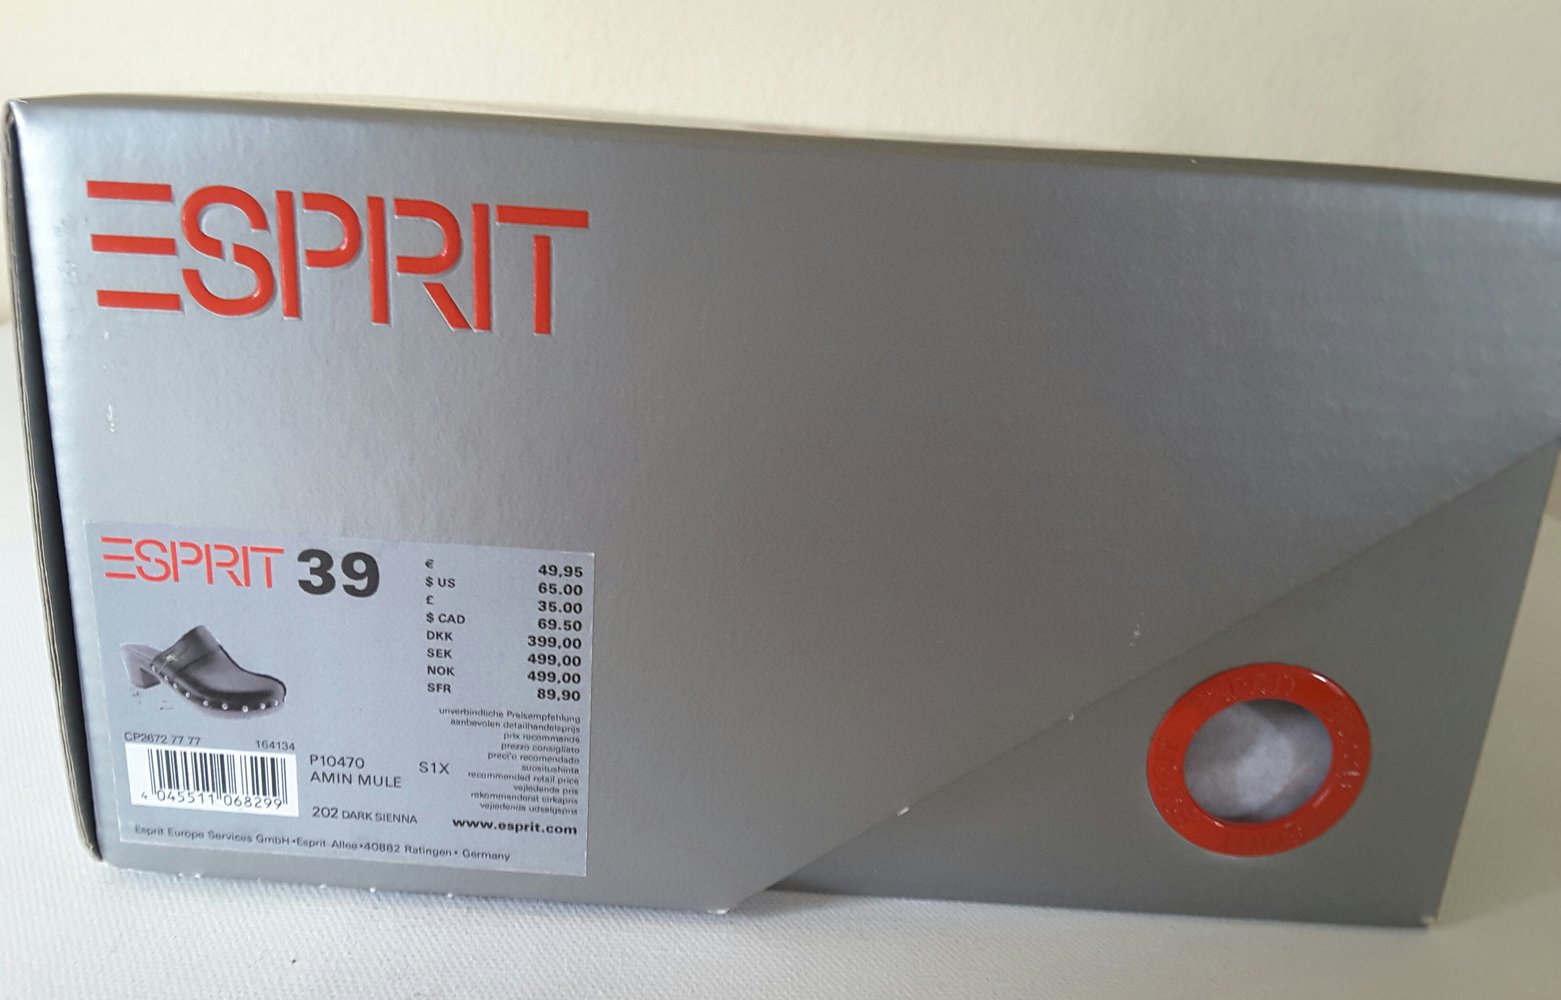 ESPRIT
ESPRIT 39
€ 49,95
$ US 65.00
£ 35.00
$ CAD 69.50
DKK 399,00
SEK 499,00
NOK 499,00
SFR 89,90
unverbindliche Preisempfehlung
aanbevolen detailhandelsprijs
prix recommandé
prezzo consigliato
precio recomendado
suositushinta
recommended retail price
vejledende pris
rekommenderat cirkapris
vejledende udsalgspris
CP2672 77 77 164134
4 045511 068299
P10470
AMIN MULE
S1X
202 DARK SIENNA
www.esprit.com
Esprit Europe Services GmbH • Esprit-Allee • 40882 Ratingen • Germany
ESPRIT